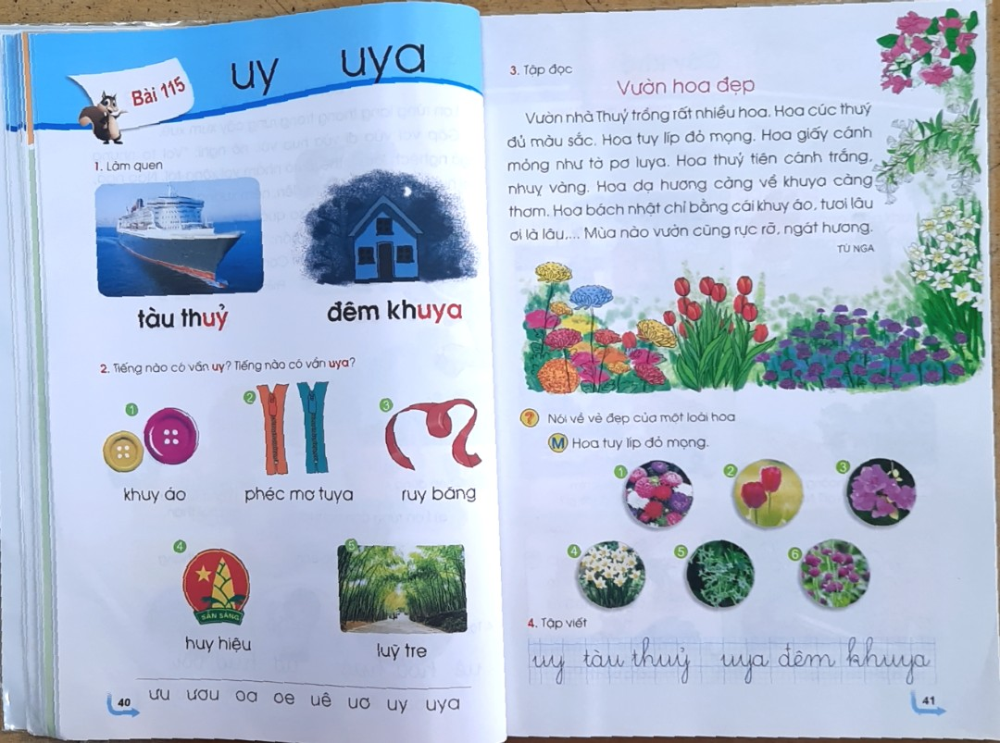 Bài 115
uy uya
1. Làm quen
tàu thuỷ
đêm khuya
2. Tiếng nào có vần uy? Tiếng nào có vần uya?
1
2
3
khuy áo
phéc mơ tuya
ruy băng
4
5
SẴN SÀNG
huy hiệu
luỹ tre
ưu ươu oa oe uê uơ uy uya
40
3. Tập đọc
Vườn hoa đẹp
Vườn nhà Thuý trồng rất nhiều hoa. Hoa cúc thuý
đủ màu sắc. Hoa tuy líp đỏ mọng. Hoa giấy cánh
mỏng như tờ pơ luya. Hoa thuỷ tiên cánh trắng,
nhuỵ vàng. Hoa dạ hương càng về khuya càng
thơm. Hoa bách nhật chỉ bằng cái khuy áo, tươi lâu
ơi là lâu,... Mùa nào vườn cũng rực rỡ, ngát hương.
TÚ NGA
? Nói về vẻ đẹp của một loài hoa
M Hoa tuy líp đỏ mọng.
1
2
3
4
5
6
4. Tập viết
uy tàu thuỷ uya đêm khuya
41